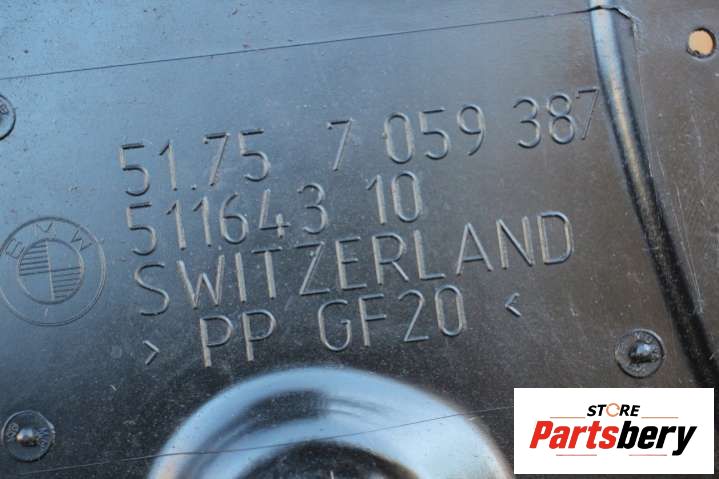 51.75 7 059 387
511643 10
BMW
SWITZERLAND
> PP GF20 <
STORE
Partsbery